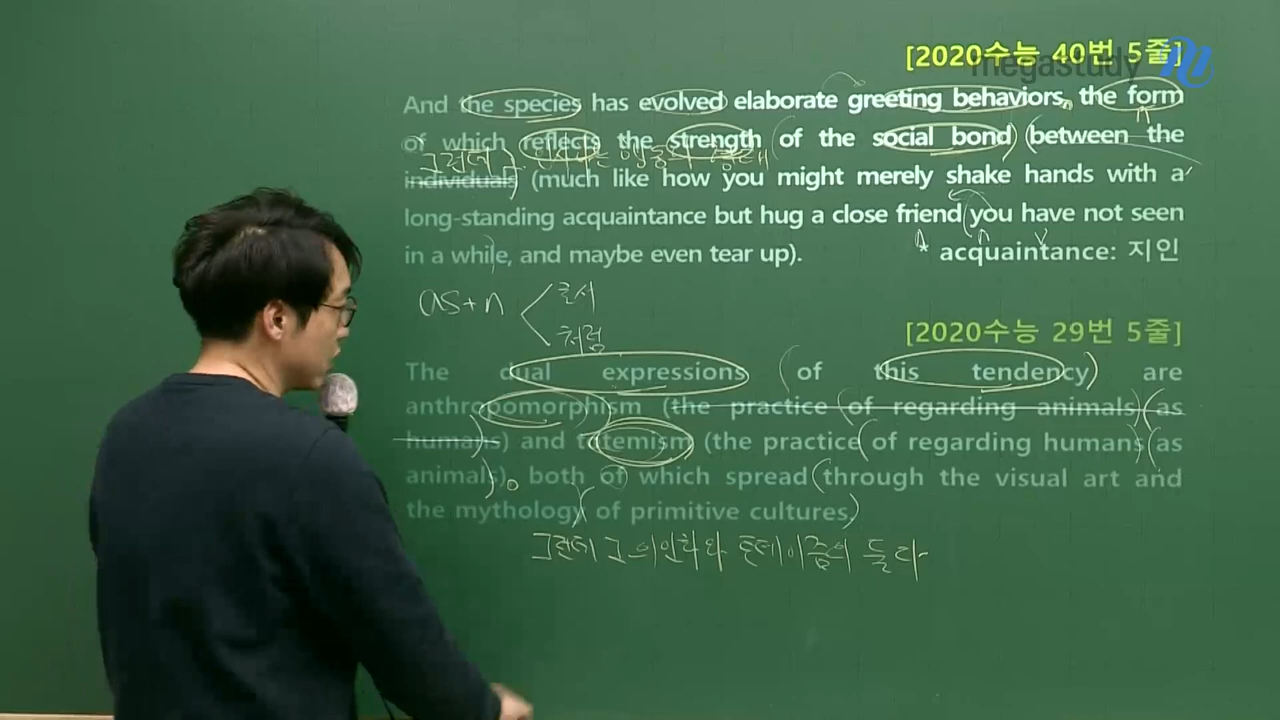 [2020수능 40번 5줄]
megastudy
And the species has evolved elaborate greeting behaviors, the form
of which reflects the strength of the social bond between the
그런데
individuals (much like how you might merely shake hands with a
long-standing acquaintance but hug a close friend you have not seen
in a while, and maybe even tear up).
* acquaintance: 지인
n v
as+n
로서
처럼
[2020수능 29번 5줄]
The dual expressions of this tendency are
anthropomorphism (the practice of regarding animals as
humans) and totemism (the practice of regarding humans as
animals). both of which spread through the visual art and
the mythology of primitive cultures
그런데 그 의인화와 토테미즘의 둘 다